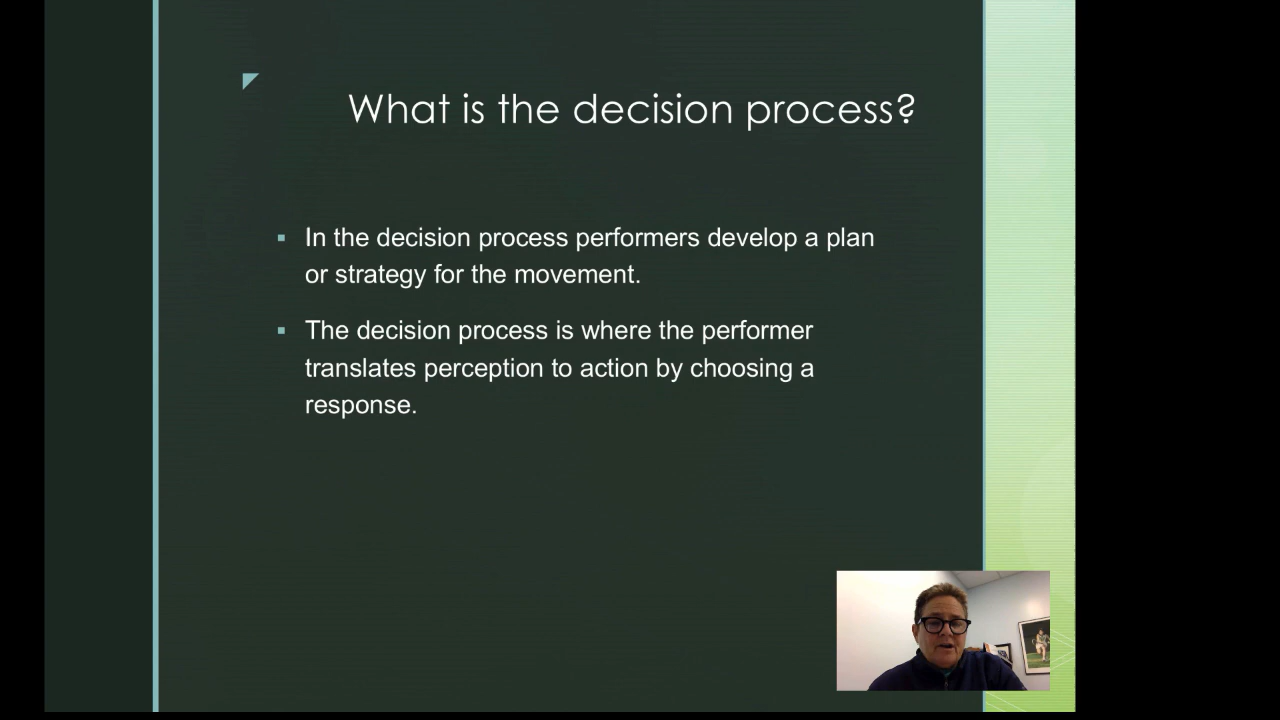 What is the decision process?
In the decision process performers develop a plan
or strategy for the movement.
The decision process is where the performer
translates perception to action by choosing a
response.